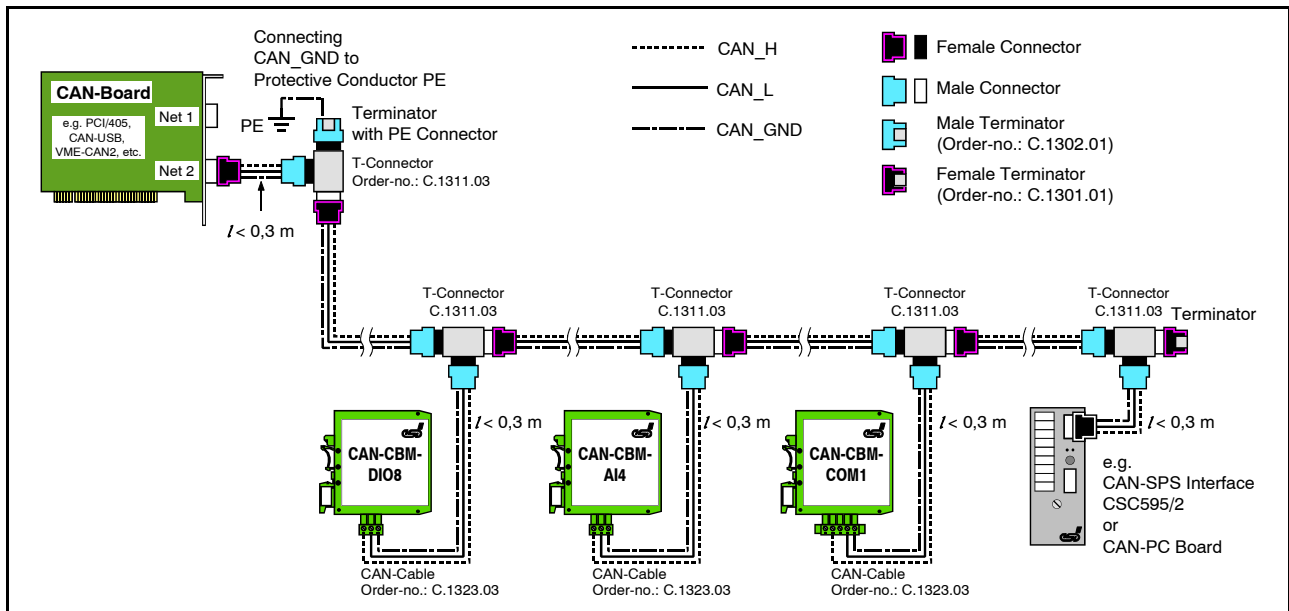 Connecting
CAN_GND to
Protective Conductor PE
CAN-Board
e.g. PCI/405,
CAN-USB,
VME-CAN2, etc.
Net 1
Net 2
PE
Terminator
with PE Connector
T-Connector
Order-no.: C.1311.03
l < 0,3 m
CAN_H
CAN_L
CAN_GND
Female Connector
Male Connector
Male Terminator
(Order-no.: C.1302.01)
Female Terminator
(Order-no.: C.1301.01)
T-Connector
C.1311.03
T-Connector
C.1311.03
T-Connector
C.1311.03
T-Connector
C.1311.03
Terminator
l < 0,3 m
l < 0,3 m
l < 0,3 m
l < 0,3 m
esd
CAN-CBM-
DIO8
esd
CAN-CBM-
AI4
esd
CAN-CBM-
COM1
e.g.
CAN-SPS Interface
CSC595/2
or
CAN-PC Board
esd
CAN-Cable
Order-no.: C.1323.03
CAN-Cable
Order-no.: C.1323.03
CAN-Cable
Order-no.: C.1323.03